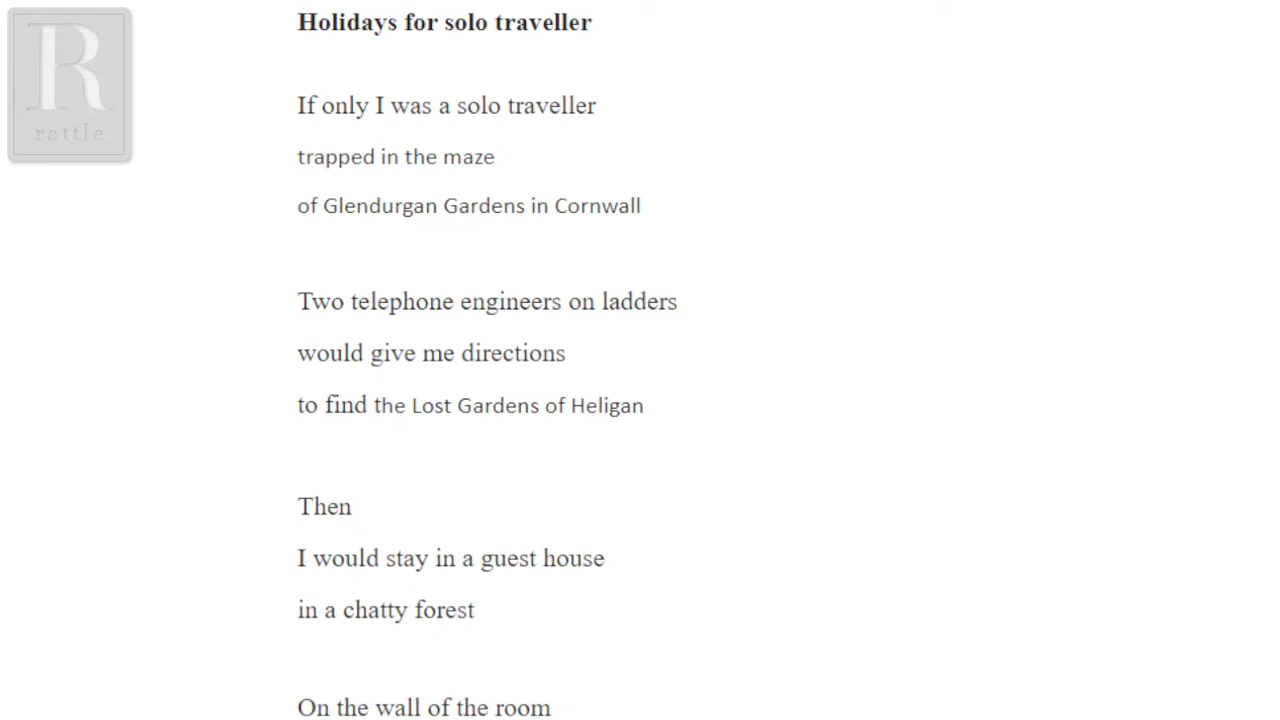 R
rattle
Holidays for solo traveller
If only I was a solo traveller
trapped in the maze
of Glendurgan Gardens in Cornwall
Two telephone engineers on ladders
would give me directions
to find the Lost Gardens of Heligan
Then
I would stay in a guest house
in a chatty forest
On the wall of the room